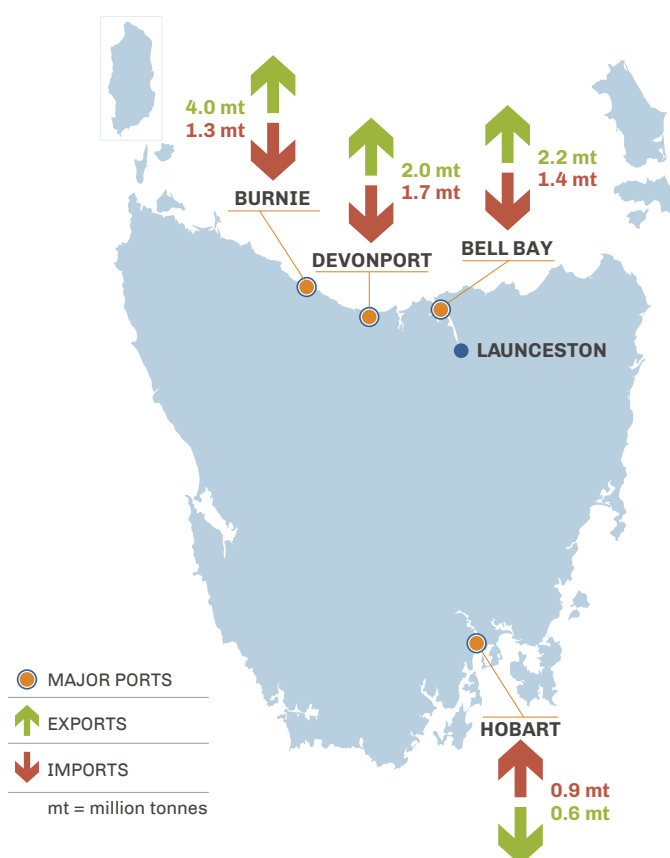 4.0 mt
1.3 mt
BURNIE
2.0 mt
1.7 mt
DEVONPORT
2.2 mt
1.4 mt
BELL BAY
LAUNCESTON
MAJOR PORTS
EXPORTS
IMPORTS
mt = million tonnes
HOBART
0.9 mt
0.6 mt